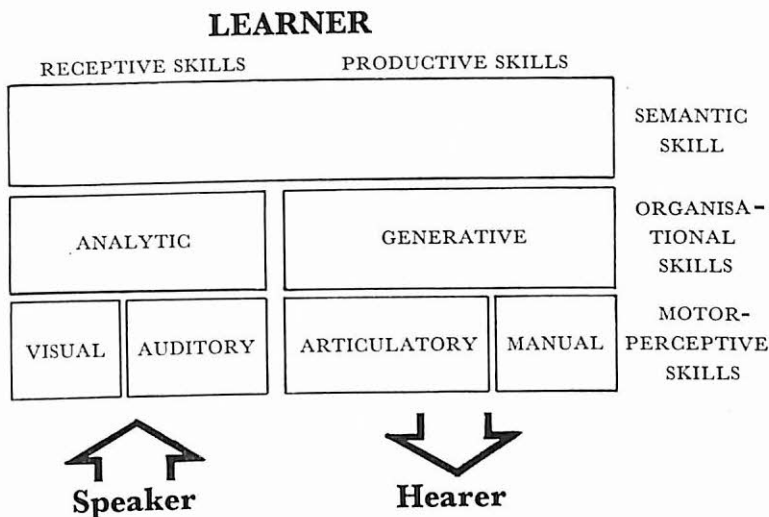 LEARNER
RECEPTIVE SKILLS PRODUCTIVE SKILLS
SEMANTIC
SKILL
ANALYTIC GENERATIVE
ORGANISA-
TIONAL
SKILLS
VISUAL AUDITORY ARTICULATORY MANUAL
MOTOR-
PERCEPTIVE
SKILLS
Speaker Hearer